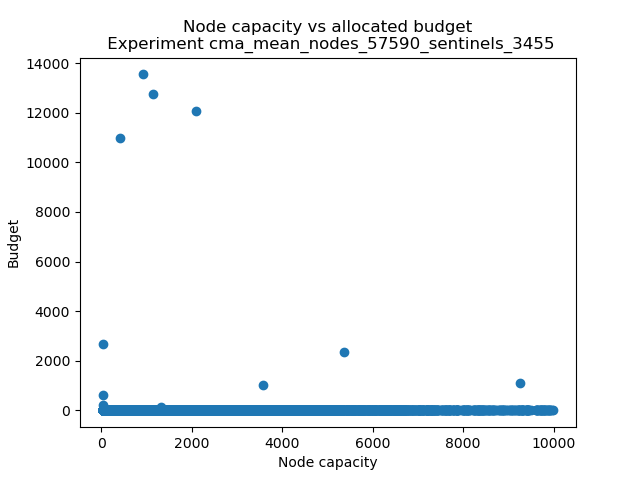 Node capacity vs allocated budget
Experiment cma_mean_nodes_57590_sentinels_3455
14000
12000
10000
8000
6000
4000
2000
0
Budget
0 2000 4000 6000 8000 10000
Node capacity